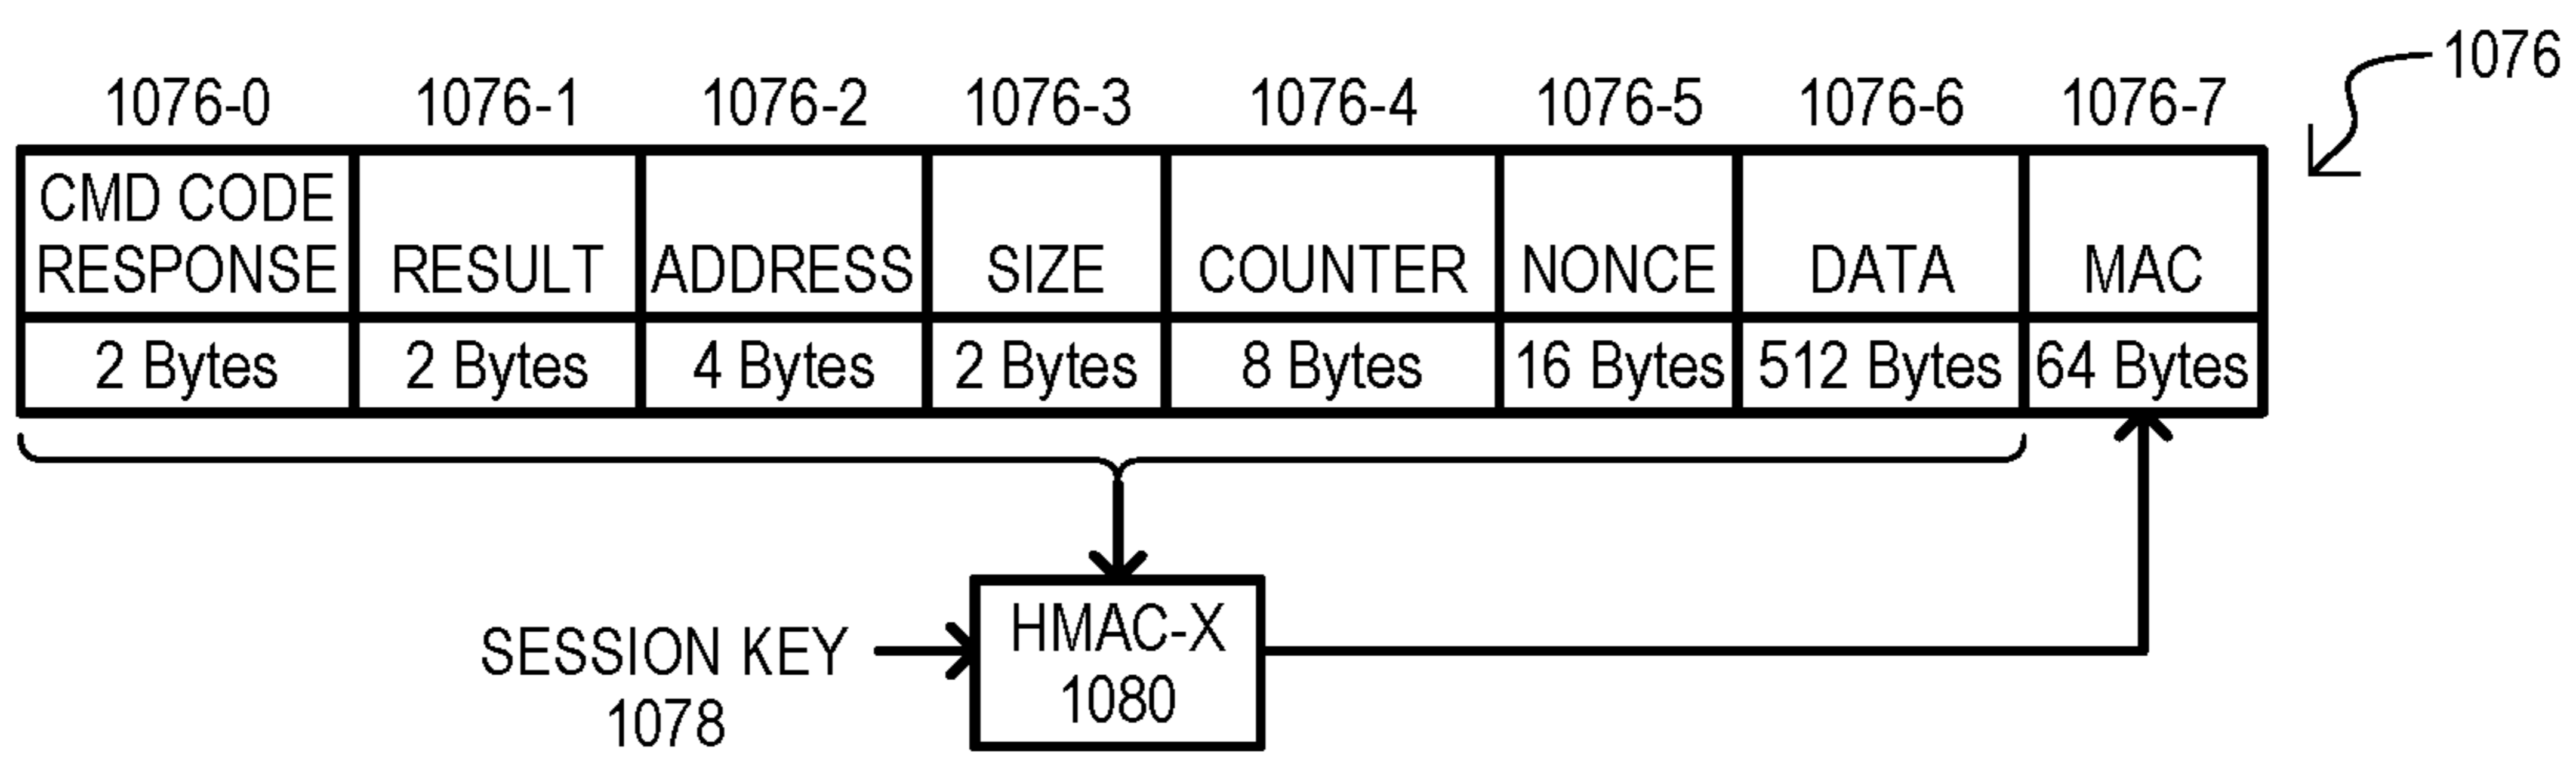 1076
1076-0 1076-1 1076-2 1076-3 1076-4 1076-5 1076-6 1076-7
CMD CODE
RESPONSE RESULT ADDRESS SIZE COUNTER NONCE DATA MAC
2 Bytes 2 Bytes 4 Bytes 2 Bytes 8 Bytes 16 Bytes 512 Bytes 64 Bytes
SESSION KEY
1078
HMAC-X
1080